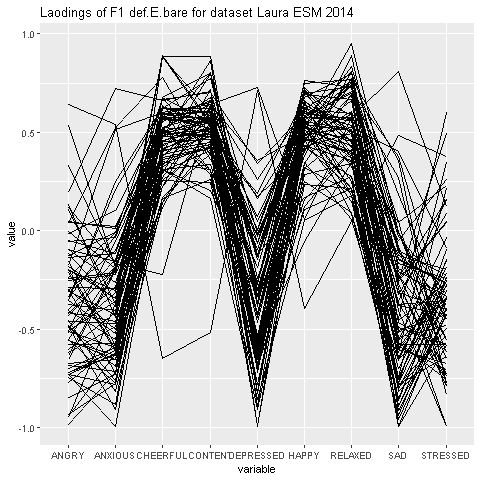 Laodings of F1 def.E.bare for dataset Laura ESM 2014
1.0
0.5
0.0
-0.5
-1.0
value
ANGRY ANXIOUS CHEERFUL CONTENT DEPRESSED HAPPY RELAXED SAD STRESSED
variable